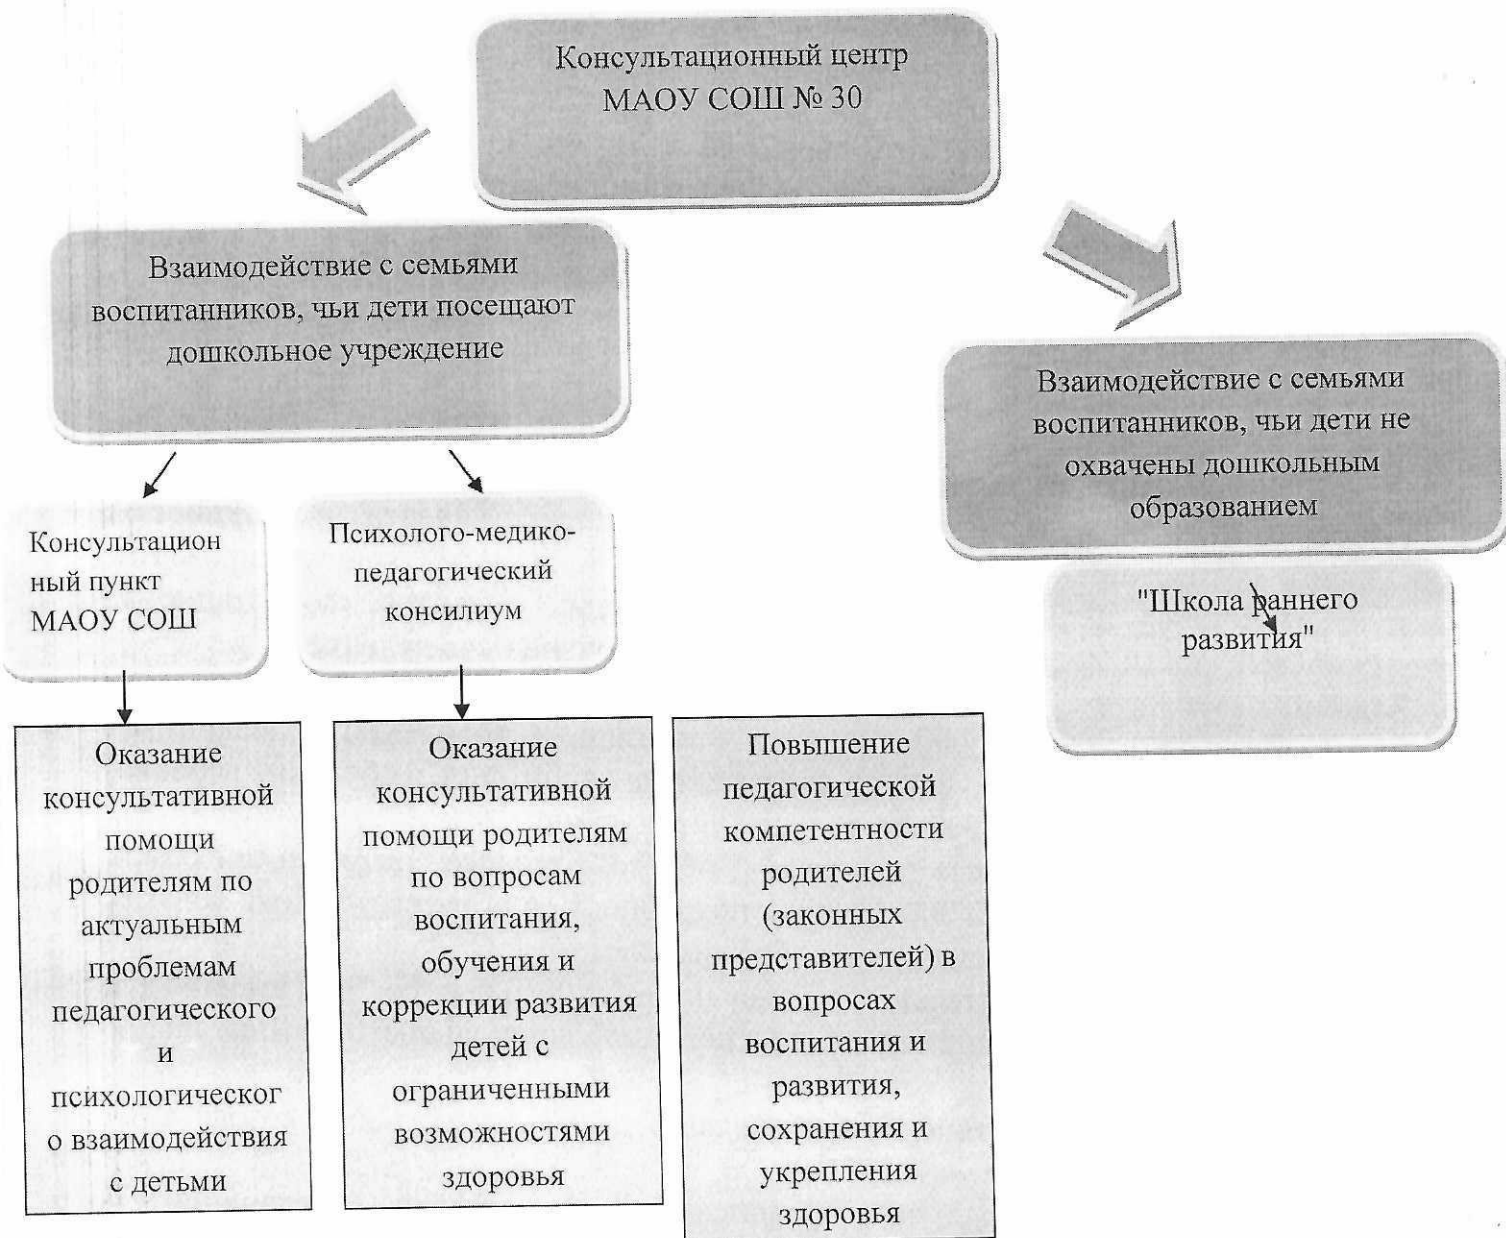 Консультационный центр
МАОУ СОШ № 30
Взаимодействие с семьями
воспитанников, чьи дети посещают
дошкольное учреждение
Взаимодействие с семьями
воспитанников, чьи дети не
охвачены дошкольным
образованием
Консультацион
ный пункт
МАОУ СОШ
Психолого-медико-
педагогический
консилиум
"Школа раннего
развития"
Оказание
консультативной
помощи
родителям по
актуальным
проблемам
педагогического
и
психологическог
о взаимодействия
с детьми
Оказание
консультативной
помощи родителям
по вопросам
воспитания,
обучения и
коррекции развития
детей с
ограниченными
возможностями
здоровья
Повышение
педагогической
компетентности
родителей
(законных
представителей) в
вопросах
воспитания и
развития,
сохранения и
укрепления
здоровья